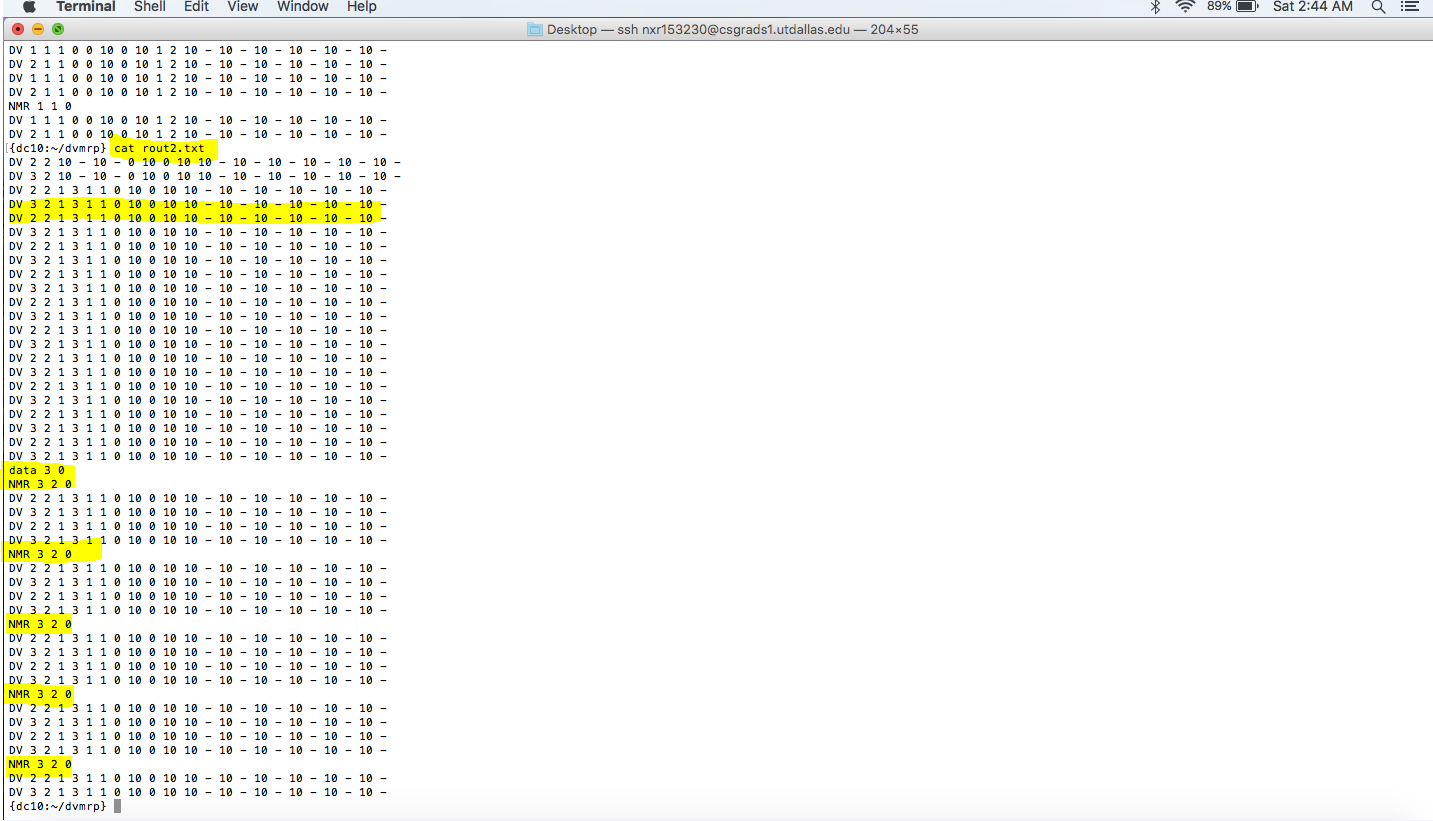 Terminal Shell Edit View Window Help 89% Sat 2:44 AM
Desktop — ssh nxr153230@csgrads1.utdallas.edu — 204×55
DV 1 1 1 0 0 10 0 10 1 2 10 - 10 - 10 - 10 - 10 -
DV 2 1 1 0 0 10 0 10 1 2 10 - 10 - 10 - 10 - 10 -
DV 1 1 1 0 0 10 0 10 1 2 10 - 10 - 10 - 10 - 10 -
DV 2 1 1 0 0 10 0 10 1 2 10 - 10 - 10 - 10 - 10 -
NMR 1 1 0
DV 1 1 1 0 0 10 0 10 1 2 10 - 10 - 10 - 10 - 10 -
DV 2 1 1 0 0 10 0 10 1 2 10 - 10 - 10 - 10 - 10 -
[{dc10:~/dvmrp} cat rout2.txt
DV 2 2 10 - 10 - 0 10 0 10 10 - 10 - 10 - 10 - 10 - 10 -
DV 3 2 10 - 10 - 0 10 0 10 10 - 10 - 10 - 10 - 10 - 10 -
DV 2 2 1 3 1 1 0 10 0 10 10 - 10 - 10 - 10 - 10 - 10 -
DV 3 2 1 3 1 1 0 10 0 10 10 - 10 - 10 - 10 - 10 - 10 -
DV 2 2 1 3 1 1 0 10 0 10 10 - 10 - 10 - 10 - 10 - 10 -
DV 3 2 1 3 1 1 0 10 0 10 10 - 10 - 10 - 10 - 10 - 10 -
DV 2 2 1 3 1 1 0 10 0 10 10 - 10 - 10 - 10 - 10 - 10 -
DV 3 2 1 3 1 1 0 10 0 10 10 - 10 - 10 - 10 - 10 - 10 -
DV 2 2 1 3 1 1 0 10 0 10 10 - 10 - 10 - 10 - 10 - 10 -
DV 3 2 1 3 1 1 0 10 0 10 10 - 10 - 10 - 10 - 10 - 10 -
DV 2 2 1 3 1 1 0 10 0 10 10 - 10 - 10 - 10 - 10 - 10 -
DV 3 2 1 3 1 1 0 10 0 10 10 - 10 - 10 - 10 - 10 - 10 -
DV 2 2 1 3 1 1 0 10 0 10 10 - 10 - 10 - 10 - 10 - 10 -
DV 3 2 1 3 1 1 0 10 0 10 10 - 10 - 10 - 10 - 10 - 10 -
DV 2 2 1 3 1 1 0 10 0 10 10 - 10 - 10 - 10 - 10 - 10 -
DV 3 2 1 3 1 1 0 10 0 10 10 - 10 - 10 - 10 - 10 - 10 -
DV 2 2 1 3 1 1 0 10 0 10 10 - 10 - 10 - 10 - 10 - 10 -
DV 3 2 1 3 1 1 0 10 0 10 10 - 10 - 10 - 10 - 10 - 10 -
DV 2 2 1 3 1 1 0 10 0 10 10 - 10 - 10 - 10 - 10 - 10 -
DV 3 2 1 3 1 1 0 10 0 10 10 - 10 - 10 - 10 - 10 - 10 -
DV 2 2 1 3 1 1 0 10 0 10 10 - 10 - 10 - 10 - 10 - 10 -
DV 3 2 1 3 1 1 0 10 0 10 10 - 10 - 10 - 10 - 10 - 10 -
data 3 0
NMR 3 2 0
DV 2 2 1 3 1 1 0 10 0 10 10 - 10 - 10 - 10 - 10 - 10 -
DV 3 2 1 3 1 1 0 10 0 10 10 - 10 - 10 - 10 - 10 - 10 -
DV 2 2 1 3 1 1 0 10 0 10 10 - 10 - 10 - 10 - 10 - 10 -
DV 3 2 1 3 1 1 0 10 0 10 10 - 10 - 10 - 10 - 10 - 10 -
NMR 3 2 0
DV 2 2 1 3 1 1 0 10 0 10 10 - 10 - 10 - 10 - 10 - 10 -
DV 3 2 1 3 1 1 0 10 0 10 10 - 10 - 10 - 10 - 10 - 10 -
DV 2 2 1 3 1 1 0 10 0 10 10 - 10 - 10 - 10 - 10 - 10 -
DV 3 2 1 3 1 1 0 10 0 10 10 - 10 - 10 - 10 - 10 - 10 -
NMR 3 2 0
DV 2 2 1 3 1 1 0 10 0 10 10 - 10 - 10 - 10 - 10 - 10 -
DV 3 2 1 3 1 1 0 10 0 10 10 - 10 - 10 - 10 - 10 - 10 -
DV 2 2 1 3 1 1 0 10 0 10 10 - 10 - 10 - 10 - 10 - 10 -
DV 3 2 1 3 1 1 0 10 0 10 10 - 10 - 10 - 10 - 10 - 10 -
NMR 3 2 0
DV 2 2 1 3 1 1 0 10 0 10 10 - 10 - 10 - 10 - 10 - 10 -
DV 3 2 1 3 1 1 0 10 0 10 10 - 10 - 10 - 10 - 10 - 10 -
DV 2 2 1 3 1 1 0 10 0 10 10 - 10 - 10 - 10 - 10 - 10 -
DV 3 2 1 3 1 1 0 10 0 10 10 - 10 - 10 - 10 - 10 - 10 -
NMR 3 2 0
DV 2 2 1 3 1 1 0 10 0 10 10 - 10 - 10 - 10 - 10 - 10 -
DV 3 2 1 3 1 1 0 10 0 10 10 - 10 - 10 - 10 - 10 - 10 -
{dc10:~/dvmrp}